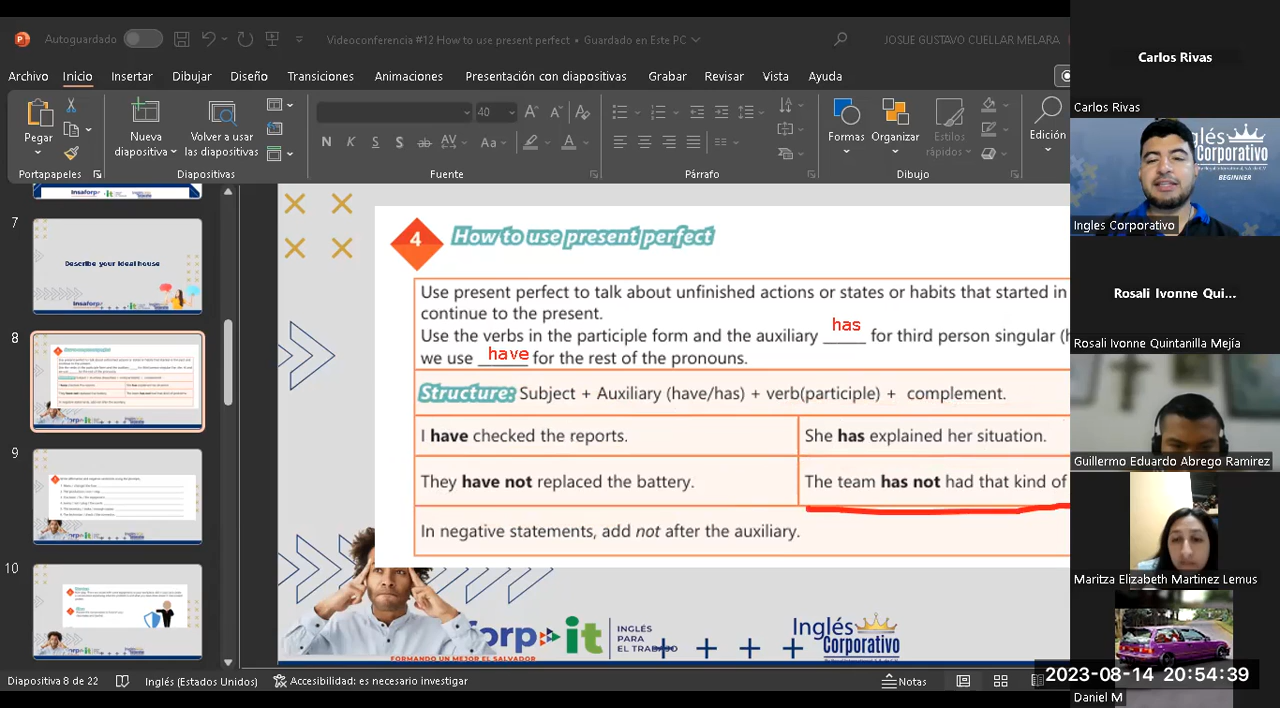 Autoguardado
Videoconferencia #12 How to use present perfect • Guardado en Este PC
JOSUE GUSTAVO CUELLAR MELARA
Archivo Inicio Insertar Dibujar Diseño Transiciones Animaciones Presentación con diapositivas Grabar Revisar Vista Ayuda
Pegar
Nueva diapositiva
Volver a usar las diapositivas
40
N K S S ab AV Aa A
Formas
Organizar
Estilos rápidos
Edición
Portapapeles Diapositivas Fuente Párrafo Dibujo
7
Describe your ideal house
8
9
10
4 How to use present perfect
Use present perfect to talk about unfinished actions or states or habits that started in
continue to the present.
has
Use the verbs in the participle form and the auxiliary _____ for third person singular (h
we use have for the rest of the pronouns.
Structures Subject + Auxiliary (have/has) + verb(participle) + complement.
I have checked the reports.
She has explained her situation.
They have not replaced the battery.
The team has not had that kind of
In negative statements, add not after the auxiliary.
orp it
INGLÉS
PARA
EL TRABAJO
FORMANDO UN MEJOR EL SALVADOR
Inglés
Corporativo
Diapositiva 8 de 22
Inglés (Estados Unidos)
Accesibilidad: es necesario investigar
Notas
Carlos Rivas
Carlos Rivas
Inglés
Corporativo
BEGINNER
Ingles Corporativo
Rosali Ivonne Qui...
Rosali Ivonne Quintanilla Mejía
Guillermo Eduardo Abrego Ramirez
Maritza Elizabeth Martinez Lemus
2023-08-14 20:54:39
Daniel M